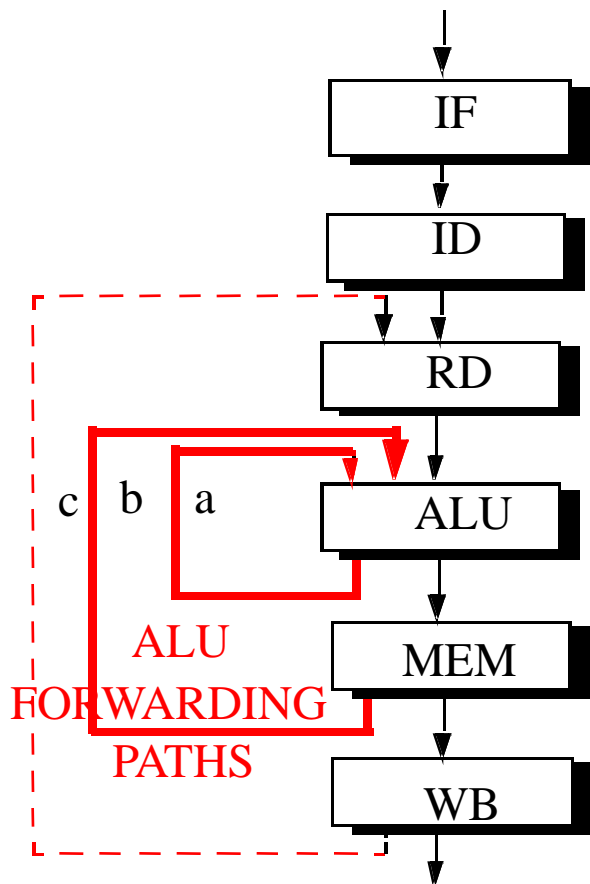 IF
ID
RD
c b a
ALU
ALU
MEM
FORWARDING
PATHS
WB